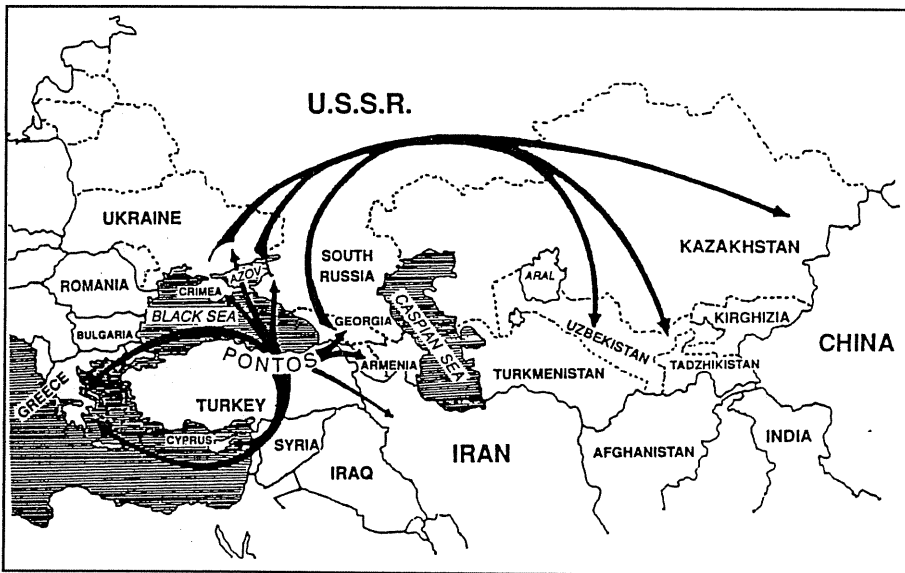 U.S.S.R.
UKRAINE
KAZAKHSTAN
SOUTH
RUSSIA
AZOV
ARAL
ROMANIA
CRIMEA
BLACK SEA
CASPIAN SEA
GEORGIA
KIRGHIZIA
BULGARIA
UZBEKISTAN
CHINA
PONTOS
ARMENIA
TADZHIKISTAN
TURKMENISTAN
GREECE
TURKEY
CYPRUS
SYRIA
IRAQ
IRAN
AFGHANISTAN
INDIA